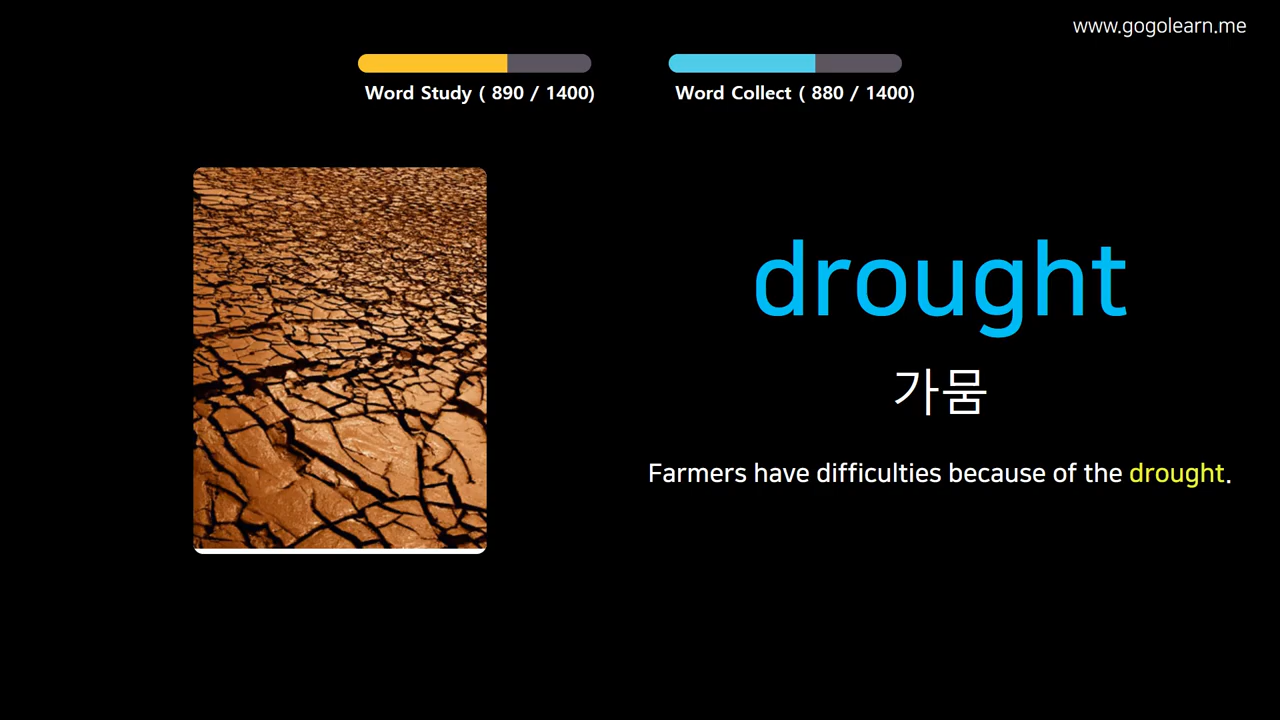 www.gogolearn.me
Word Study ( 890 / 1400)
Word Collect ( 880 / 1400)
drought
가뭄
Farmers have difficulties because of the drought.